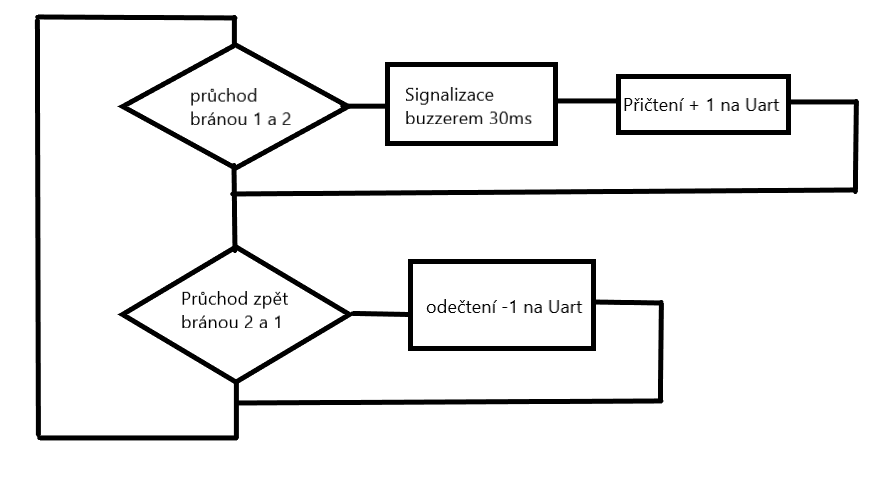 průchod
bránou 1 a 2
Signalizace
buzzerem 30ms
Přičtení + 1 na Uart
Průchod zpět
bránou 2 a 1
odečtení -1 na Uart